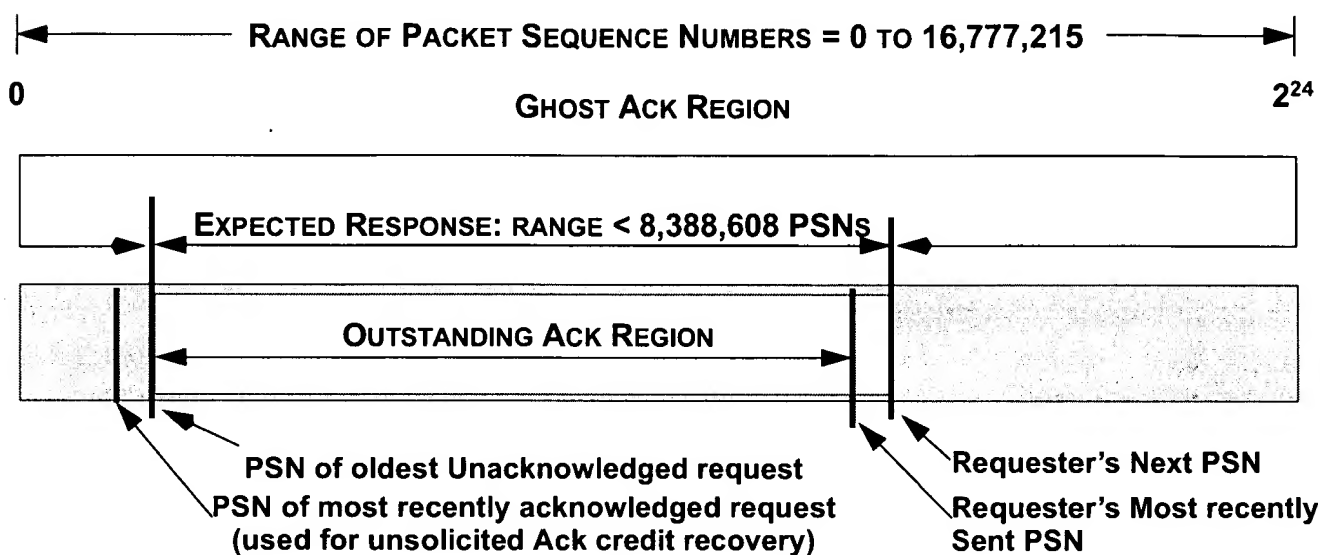 RANGE OF PACKET SEQUENCE NUMBERS = 0 TO 16,777,215
0
GHOST ACK REGION
2²⁴
EXPECTED RESPONSE: RANGE < 8,388,608 PSNS
OUTSTANDING ACK REGION
PSN of oldest Unacknowledged request
PSN of most recently acknowledged request
(used for unsolicited Ack credit recovery)
Requester's Next PSN
Requester's Most recently
Sent PSN